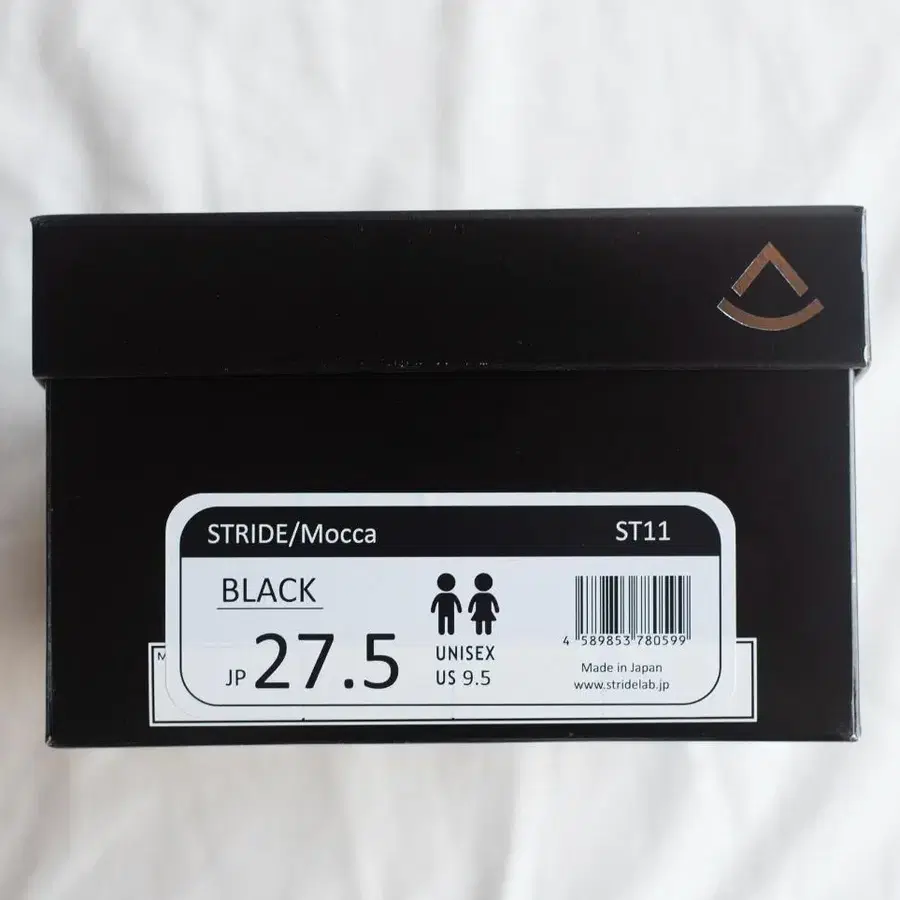 STRIDE/Mocca ST11
BLACK
JP 27.5
UNISEX
US 9.5
4 589853 780599
Made in Japan
www.stridelab.jp
M